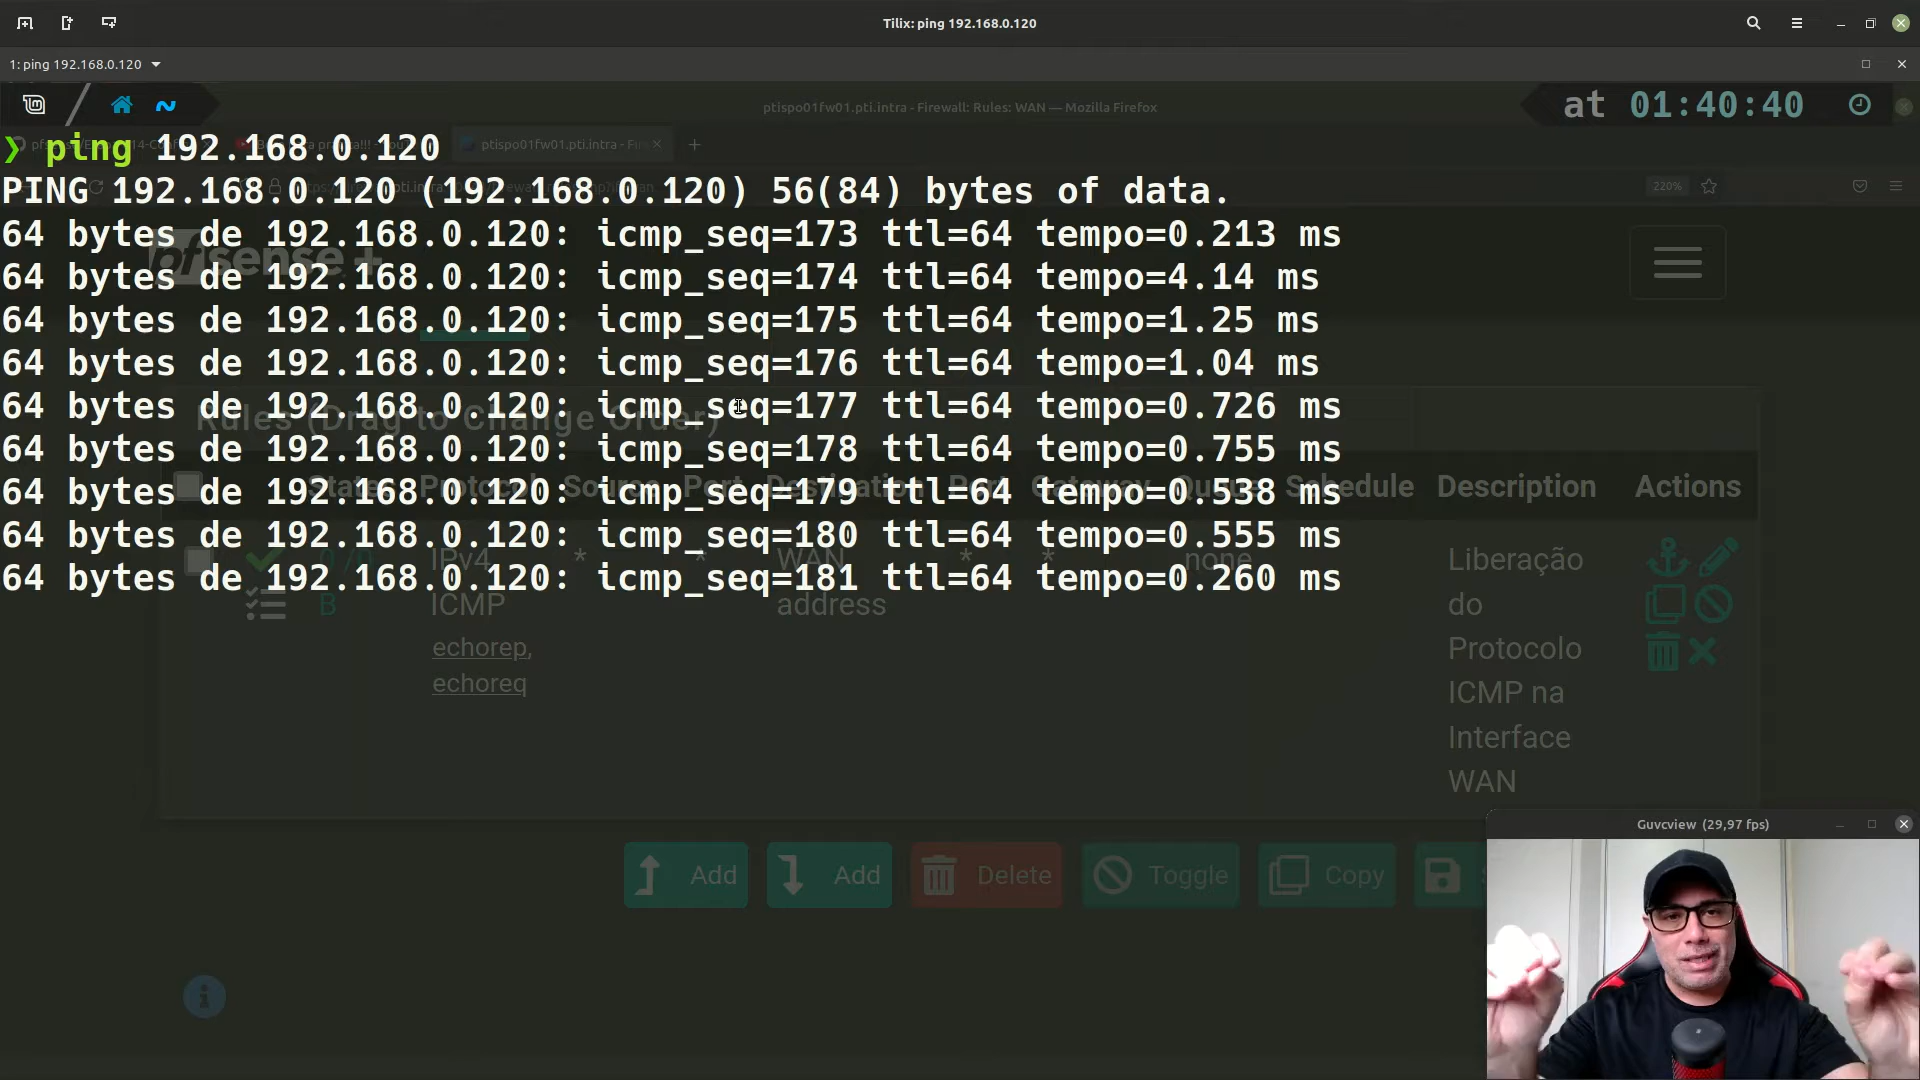 Tilix: ping 192.168.0.120
1: ping 192.168.0.120
ptispo01fw01.pti.intra - Firewall: Rules: WAN — Mozilla Firefox
at 01:40:40
❯ ping 192.168.0.120
ptispo01fw01.pti.intra - Fir
PING 192.168.0.120 (192.168.0.120) 56(84) bytes of data.
220%
64 bytes de 192.168.0.120: icmp_seq=173 ttl=64 tempo=0.213 ms
pfsense +
64 bytes de 192.168.0.120: icmp_seq=174 ttl=64 tempo=4.14 ms
64 bytes de 192.168.0.120: icmp_seq=175 ttl=64 tempo=1.25 ms
64 bytes de 192.168.0.120: icmp_seq=176 ttl=64 tempo=1.04 ms
64 bytes de 192.168.0.120: icmp_seq=177 ttl=64 tempo=0.726 ms
Rules (Drag to Change Order)
64 bytes de 192.168.0.120: icmp_seq=178 ttl=64 tempo=0.755 ms
64 bytes de 192.168.0.120: icmp_seq=179 ttl=64 tempo=0.538 ms
States Protocol Source Port Destination Port Gateway Queue Schedule Description Actions
64 bytes de 192.168.0.120: icmp_seq=180 ttl=64 tempo=0.555 ms
IPv4 * * WAN * * none Liberação
64 bytes de 192.168.0.120: icmp_seq=181 ttl=64 tempo=0.260 ms
B ICMP address do
echorep, Protocolo
echoreq ICMP na
Interface
WAN
Add Add Delete Toggle Copy
Guvcview (29,97 fps)